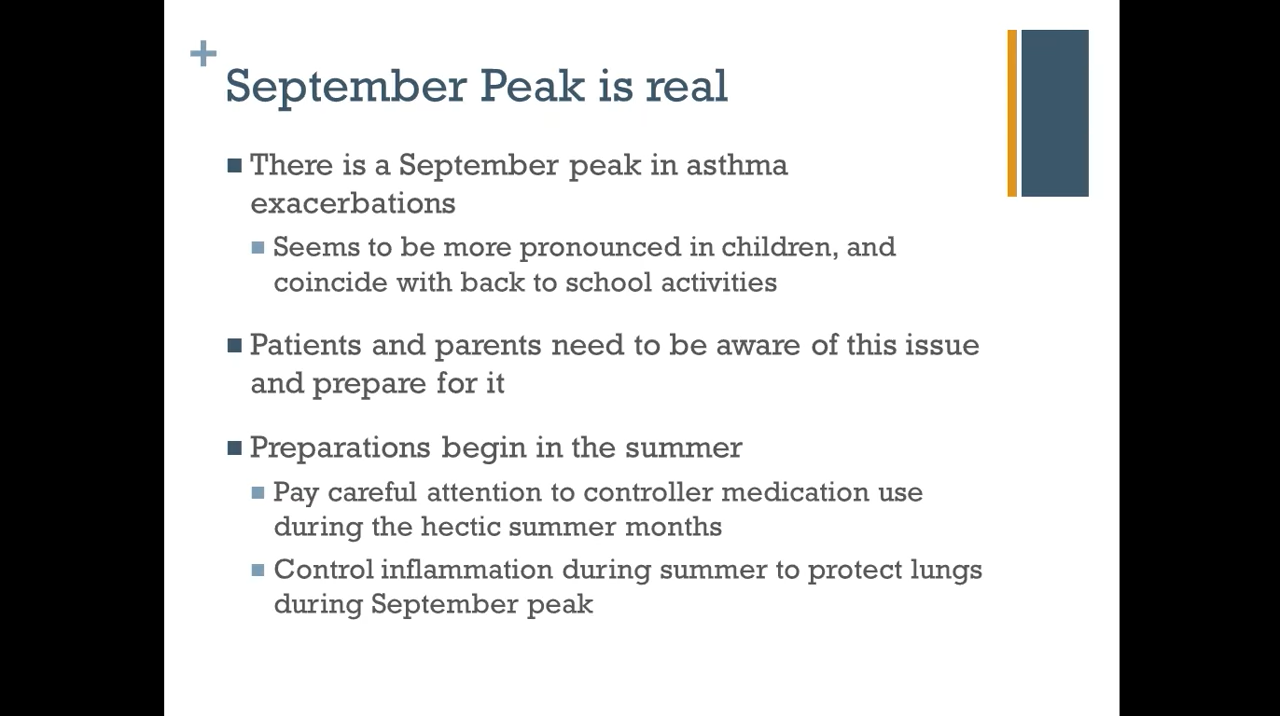 +
September Peak is real
There is a September peak in asthma
exacerbations
Seems to be more pronounced in children, and
coincide with back to school activities
Patients and parents need to be aware of this issue
and prepare for it
Preparations begin in the summer
Pay careful attention to controller medication use
during the hectic summer months
Control inflammation during summer to protect lungs
during September peak